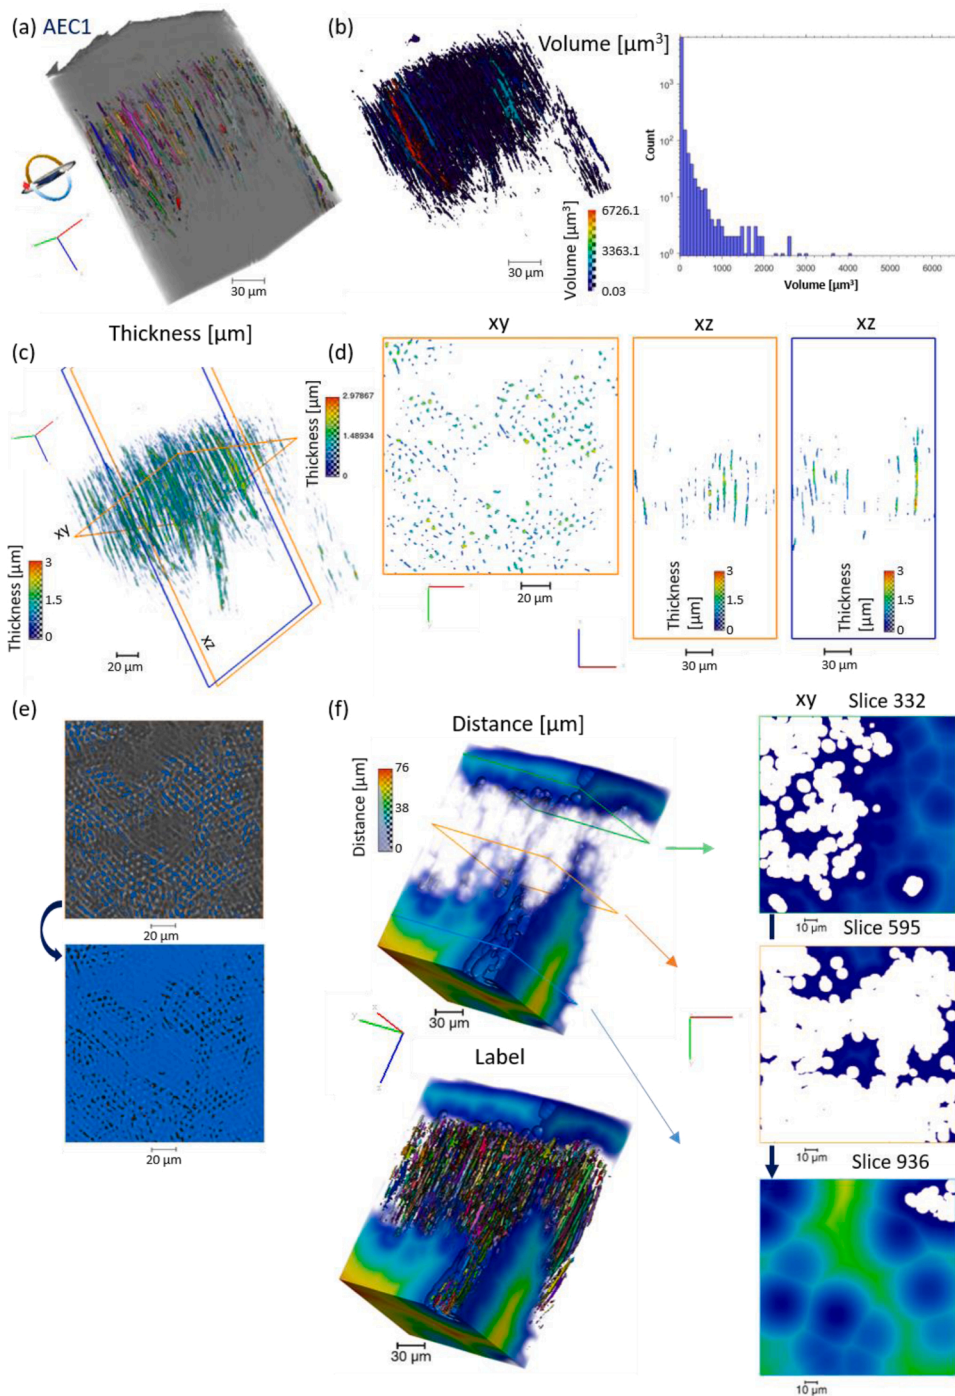 (a) AEC1
30 µm
(b)
Volume [µm³]
Volume [µm³]
6726.1
3363.1
0.03
30 µm
Count
10³
10²
10¹
10⁰
0
1000
2000
3000
4000
5000
6000
Volume [µm³]
Thickness [µm]
(c)
Thickness [µm]
2.97867
1.48934
0
xy
xz
Thickness [µm]
3
1.5
0
20 µm
(d)
xy
20 µm
xz
Thickness
[µm]
3
1.5
0
30 µm
xz
Thickness
[µm]
3
1.5
0
30 µm
(e)
20 µm
20 µm
(f)
Distance [µm]
Distance [µm]
76
38
0
30 µm
y
x
z
Label
30 µm
xy
Slice 332
10 µm
Slice 595
10 µm
Slice 936
10 µm